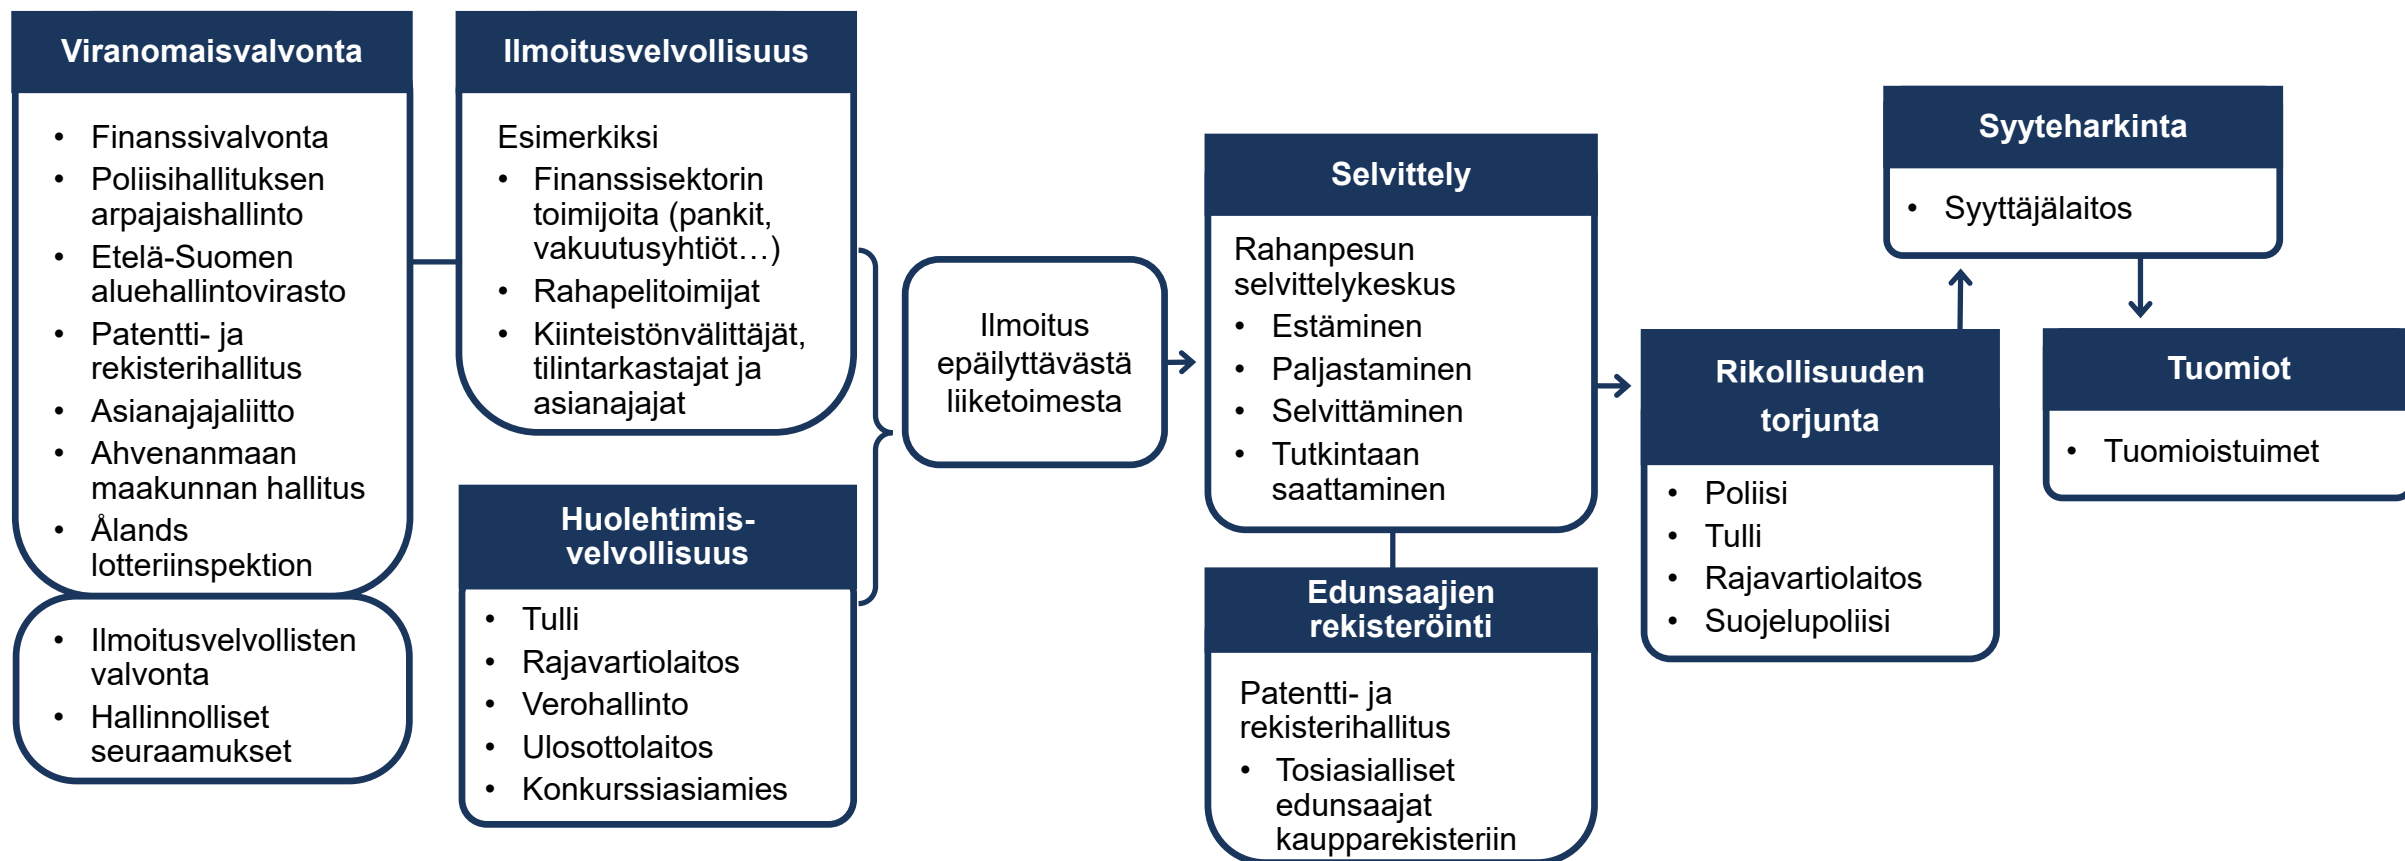 Viranomaisvalvonta
• Finanssivalvonta
• Poliisihallituksen
arpajaishallinto
• Etelä-Suomen
aluehallintovirasto
• Patentti- ja
rekisterihallitus
• Asianajajaliitto
• Ahvenanmaan
maakunnan hallitus
• Ålands
lotteriinspektion
• Ilmoitusvelvollisten
valvonta
• Hallinnolliset
seuraamukset
Ilmoitusvelvollisuus
Esimerkiksi
• Finanssisektorin
toimijoita (pankit,
vakuutusyhtiöt…)
• Rahapelitoimijat
• Kiinteistönvälittäjät,
tilintarkastajat ja
asianajajat
Huolehtimis-
velvollisuus
• Tulli
• Rajavartiolaitos
• Verohallinto
• Ulosottolaitos
• Konkurssiasiamies
Ilmoitus
epäilyttävästä
liiketoimesta
Selvittely
Rahanpesun
selvittelykeskus
• Estäminen
• Paljastaminen
• Selvittäminen
• Tutkintaan
saattaminen
Edunsaajien
rekisteröinti
Patentti- ja
rekisterihallitus
• Tosiasialliset
edunsaajat
kaupparekisteriin
Rikollisuuden
torjunta
• Poliisi
• Tulli
• Rajavartiolaitos
• Suojelupoliisi
Syyteharkinta
• Syyttäjälaitos
Tuomiot
• Tuomioistuimet